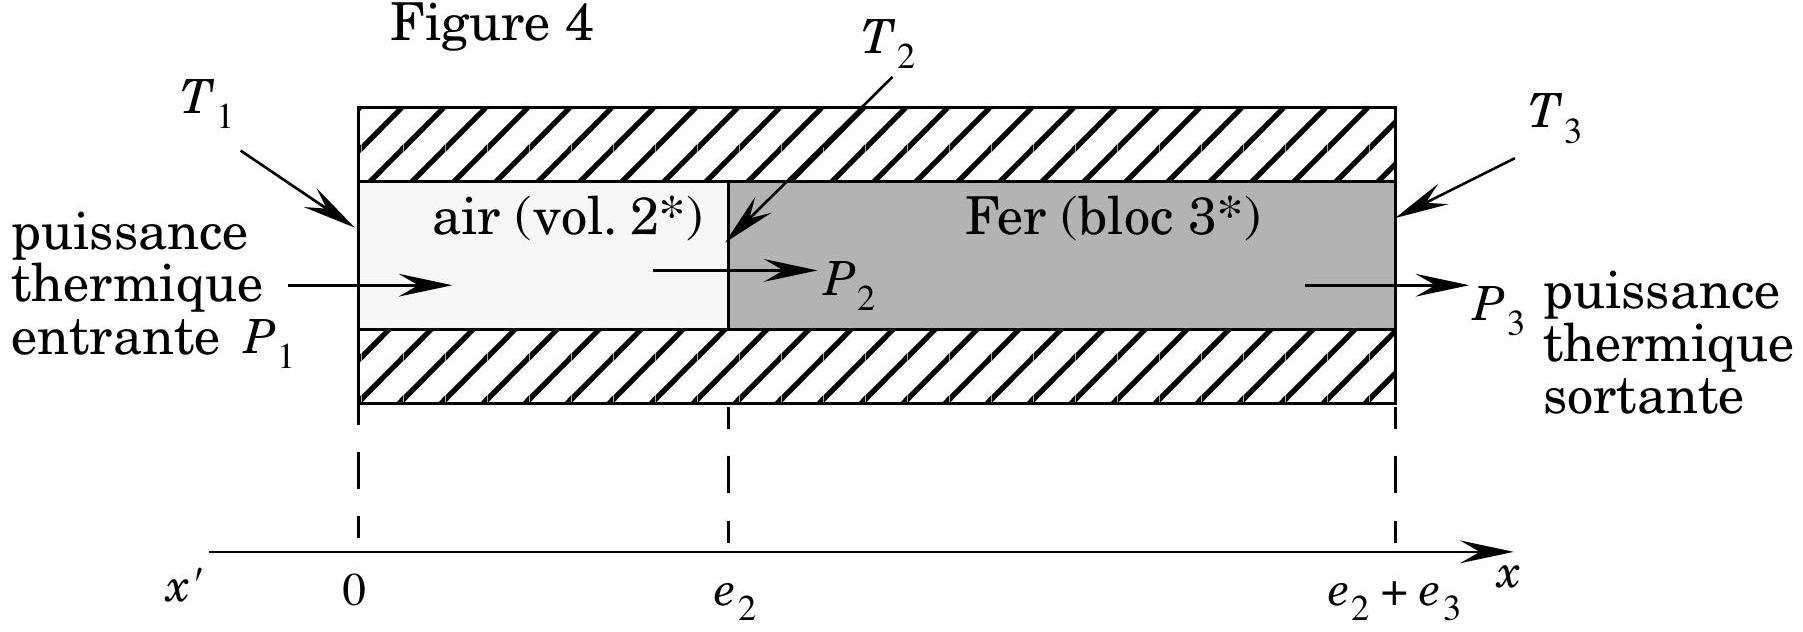 Figure 4
T₂
T₁
T₃
air (vol. 2*)
Fer (bloc 3*)
puissance
thermique
entrante P₁
P₂
P₃ puissance
thermique
sortante
x′ 0 e₂ e₂ + e₃ x